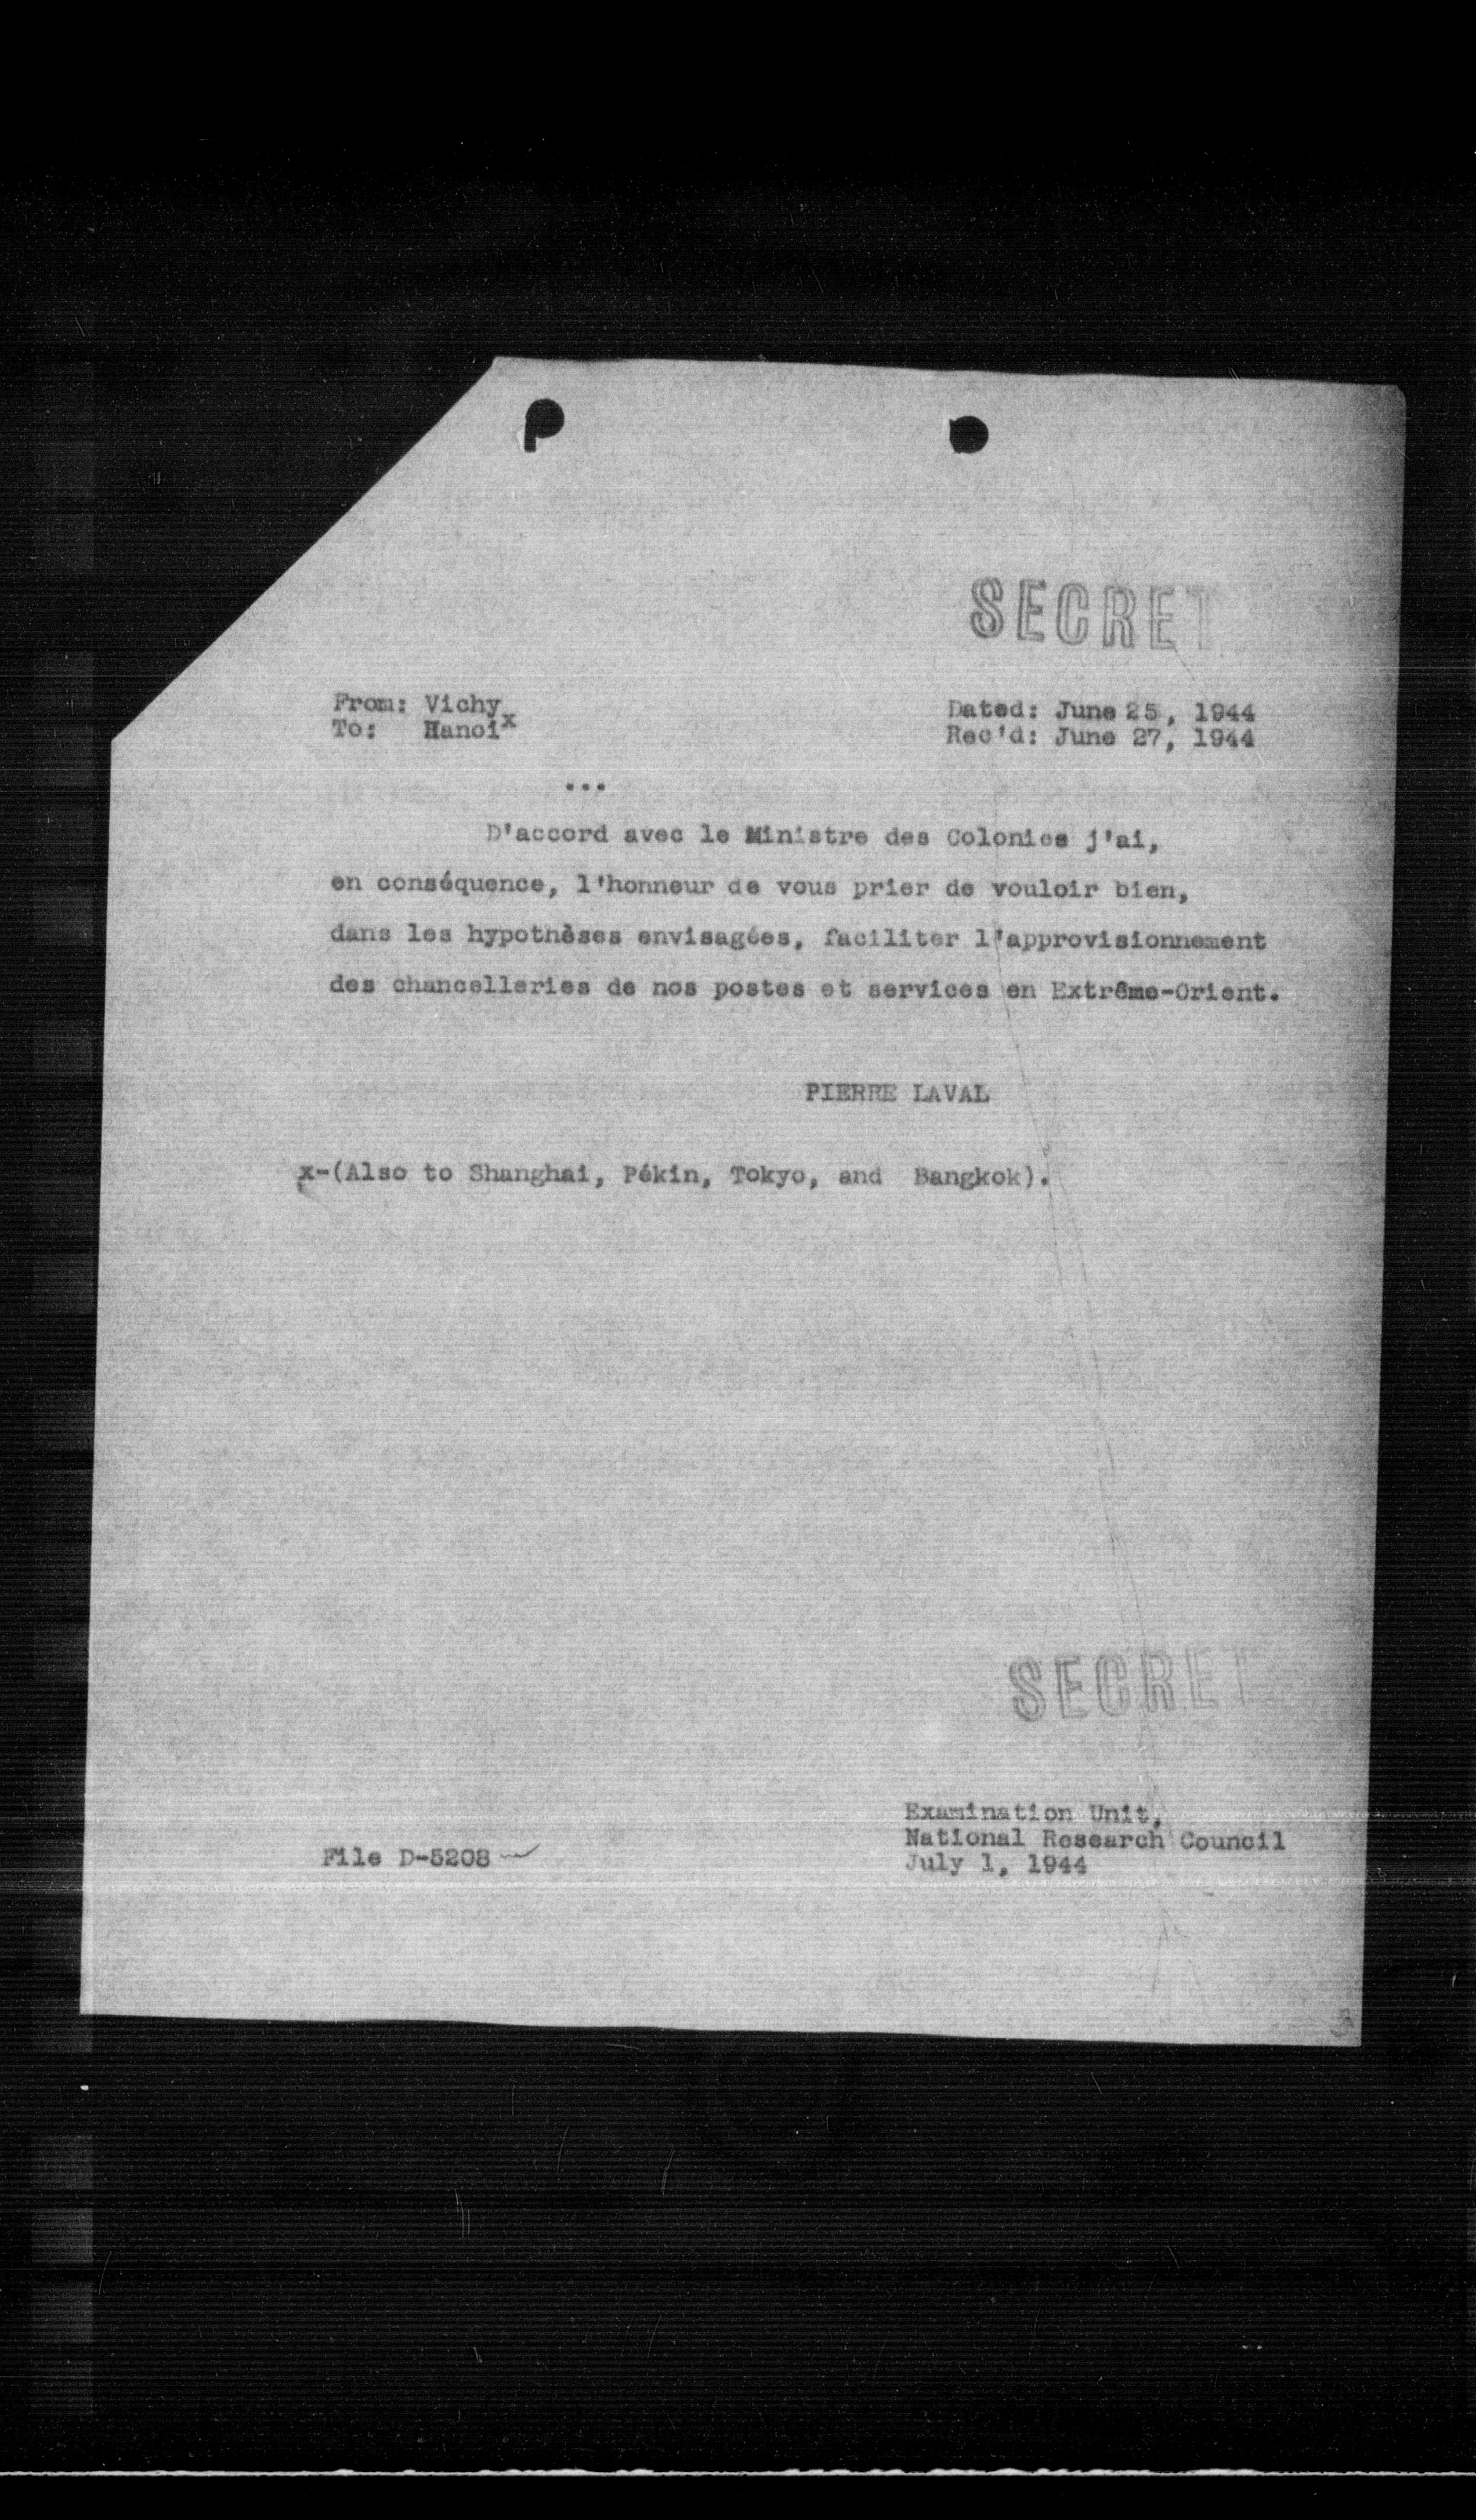 SECRET
From: Vichy
To: Hanoi x
Dated: June 25, 1944
Rec'd: June 27, 1944
...
D'accord avec le Ministre des Colonies j'ai,
en conséquence, l'honneur de vous prier de vouloir bien,
dans les hypothèses envisagées, faciliter l'approvisionnement
des chancelleries de nos postes et services en Extrême-Orient.
PIERRE LAVAL
x-(Also to Shanghai, Pékin, Tokyo, and Bangkok).
SECRET
Examination Unit,
National Research Council
July 1, 1944
File D-5208